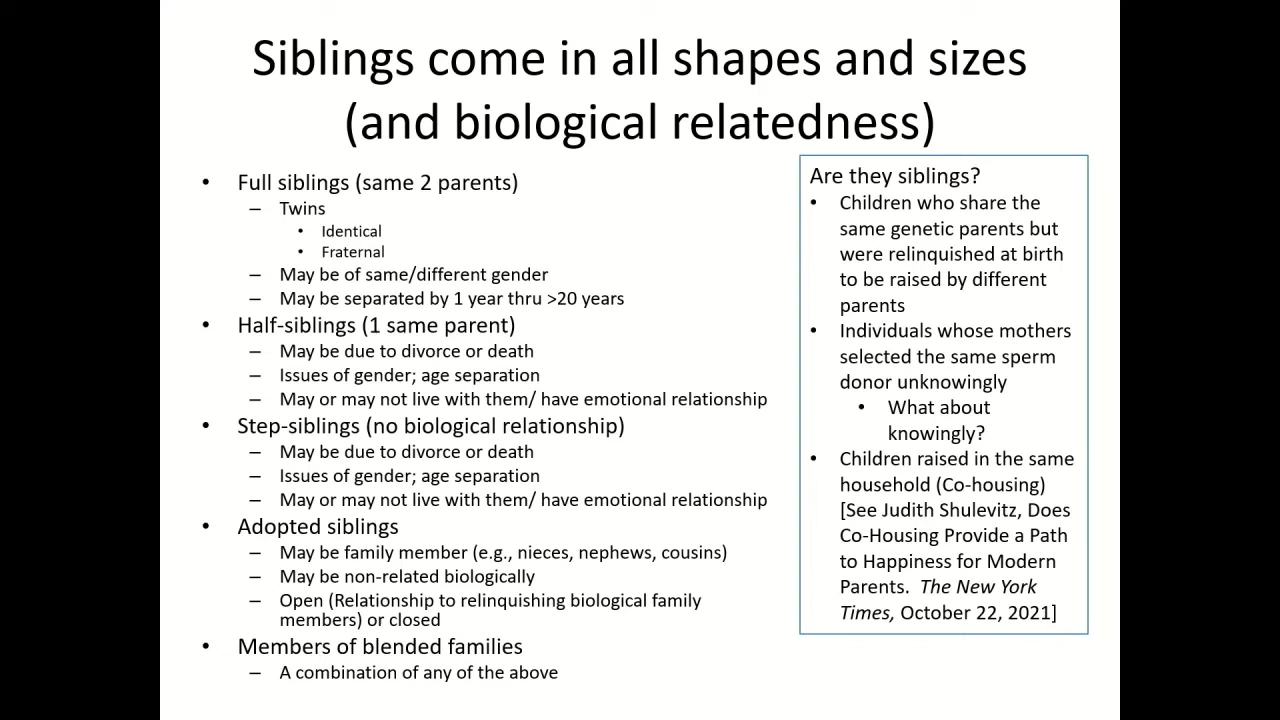 Siblings come in all shapes and sizes
(and biological relatedness)
• Full siblings (same 2 parents)
– Twins
• Identical
• Fraternal
– May be of same/different gender
– May be separated by 1 year thru >20 years
• Half-siblings (1 same parent)
– May be due to divorce or death
– Issues of gender; age separation
– May or may not live with them/ have emotional relationship
• Step-siblings (no biological relationship)
– May be due to divorce or death
– Issues of gender; age separation
– May or may not live with them/ have emotional relationship
• Adopted siblings
– May be family member (e.g., nieces, nephews, cousins)
– May be non-related biologically
– Open (Relationship to relinquishing biological family
members) or closed
• Members of blended families
– A combination of any of the above
Are they siblings?
• Children who share the
same genetic parents but
were relinquished at birth
to be raised by different
parents
• Individuals whose mothers
selected the same sperm
donor unknowingly
• What about
knowingly?
• Children raised in the same
household (Co-housing)
[See Judith Shulevitz, Does
Co-Housing Provide a Path
to Happiness for Modern
Parents. The New York
Times, October 22, 2021]